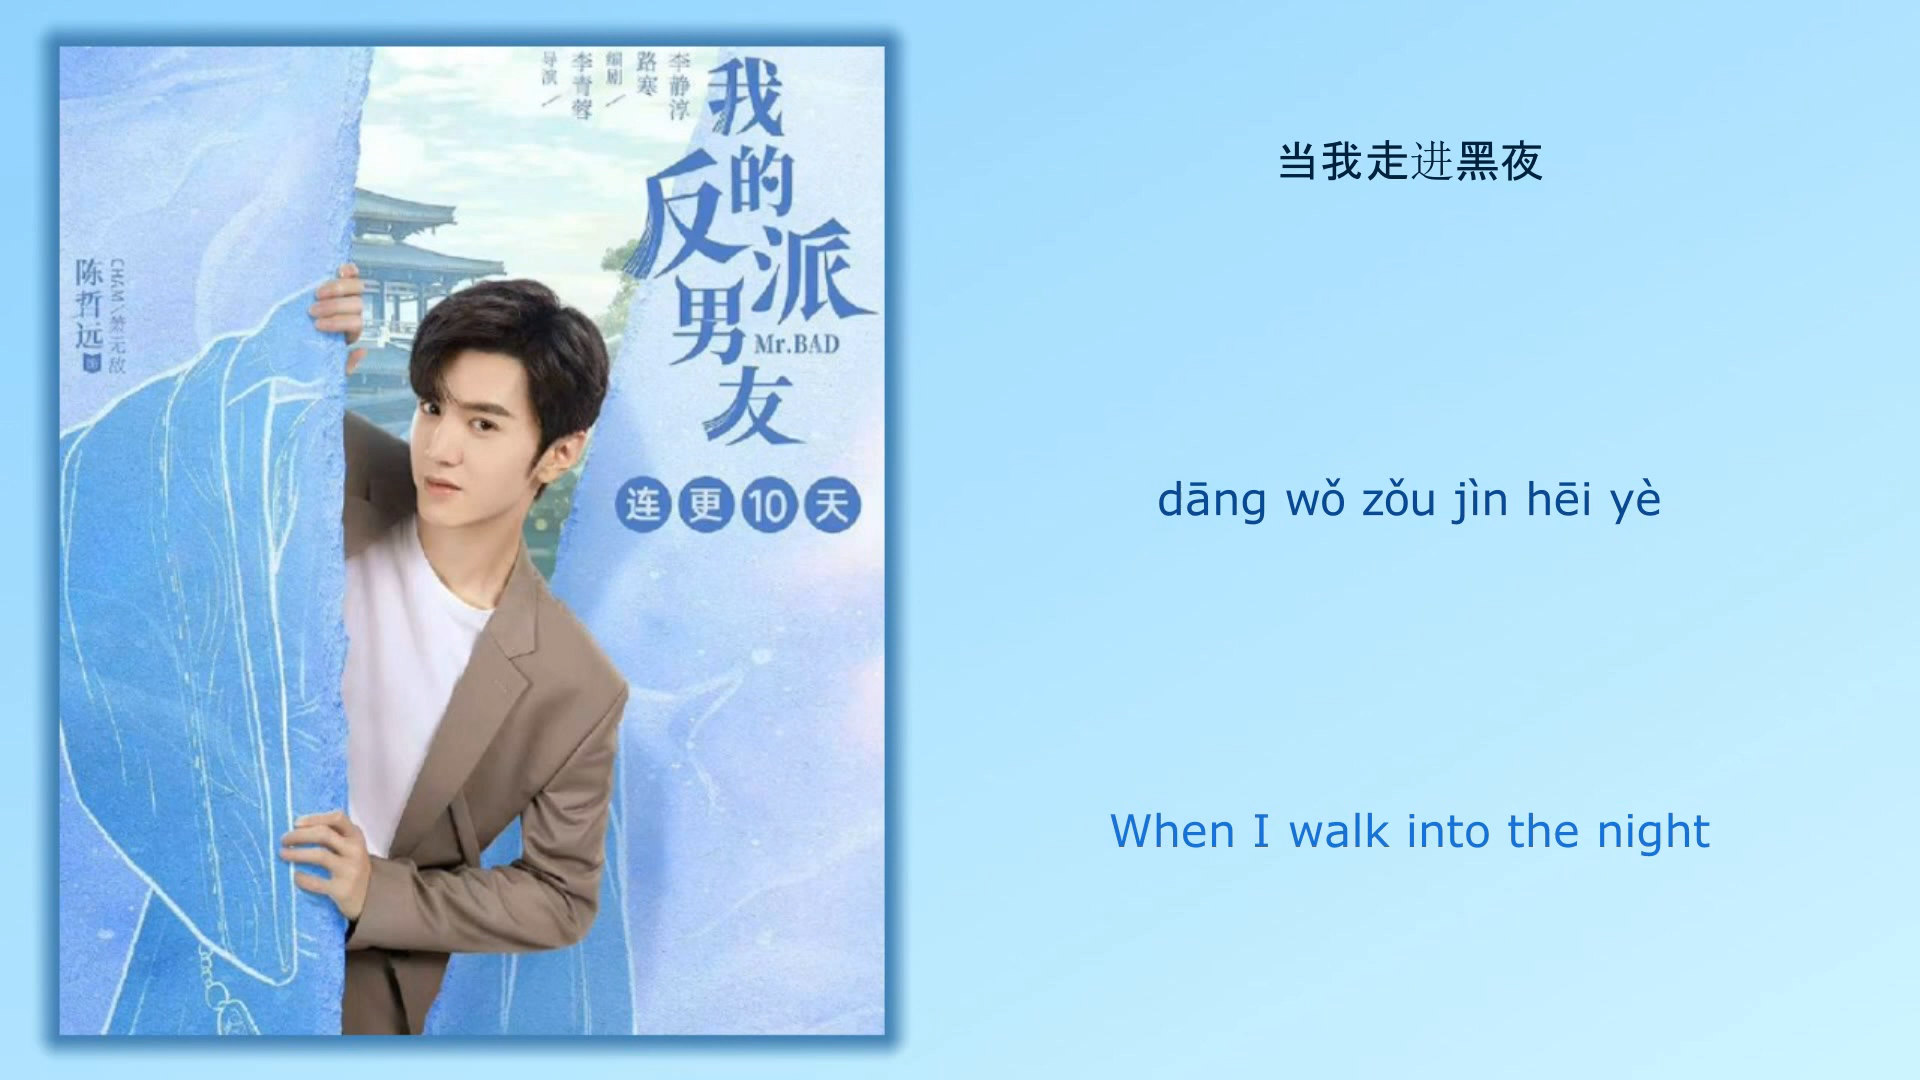 我的反派男友
Mr.BAD
连更10天
导演／李青蓉
编剧／路寒
李静淳
陈哲远 饰
CHAM\箫无敌
当我走进黑夜
dāng wǒ zǒu jìn hēi yè
When I walk into the night